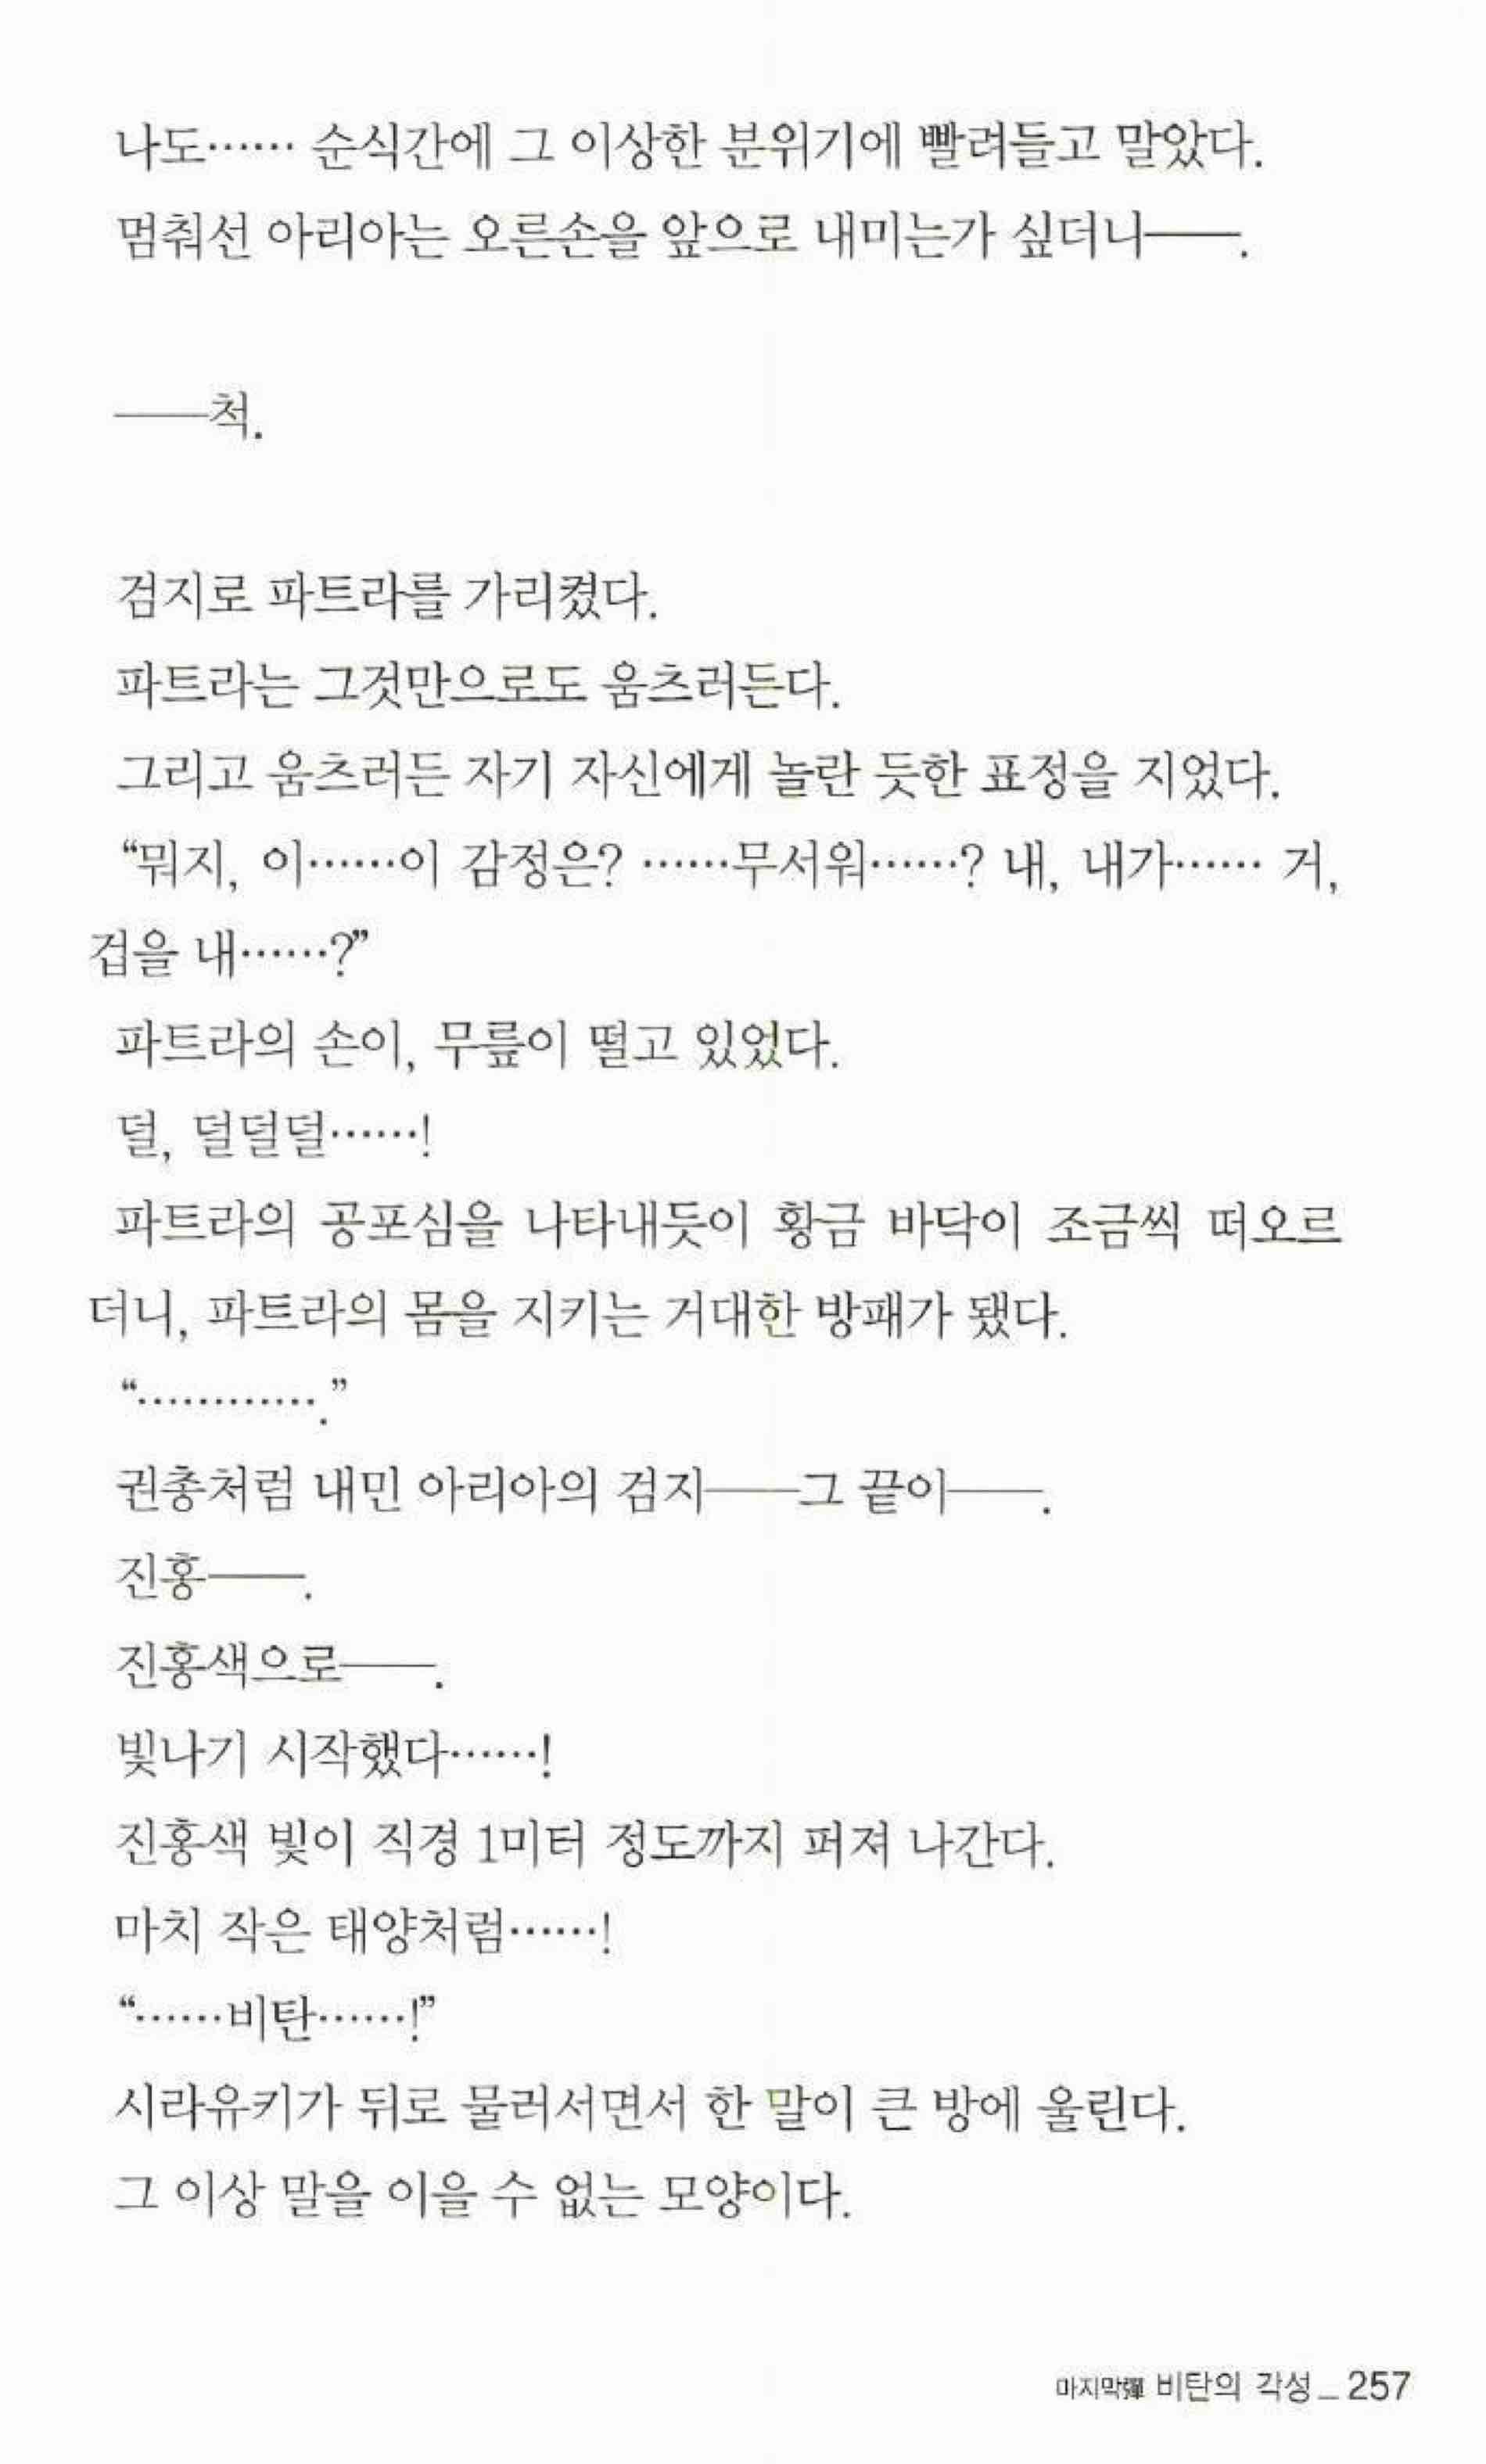 나도…… 순식간에 그 이상한 분위기에 빨려들고 말았다.
멈춰선 아리아는 오른손을 앞으로 내미는가 싶더니──.
──척.
검지로 파트라를 가리켰다.
파트라는 그것만으로도 움츠러든다.
그리고 움츠러든 자기 자신에게 놀란 듯한 표정을 지었다.
“뭐지, 이……이 감정은? ……무서워……? 내, 내가…… 거,
겁을 내……?”
파트라의 손이, 무릎이 떨고 있었다.
덜, 덜덜덜……!
파트라의 공포심을 나타내듯이 황금 바닥이 조금씩 떠오르
더니, 파트라의 몸을 지키는 거대한 방패가 됐다.
“………….”
권총처럼 내민 아리아의 검지──그 끝이──.
진홍──.
진홍색으로──.
빛나기 시작했다……!
진홍색 빛이 직경 1미터 정도까지 퍼져 나간다.
마치 작은 태양처럼……!
“……비탄……!”
시라유키가 뒤로 물러서면서 한 말이 큰 방에 울린다.
그 이상 말을 이을 수 없는 모양이다.
마지막彈 비탄의 각성_257